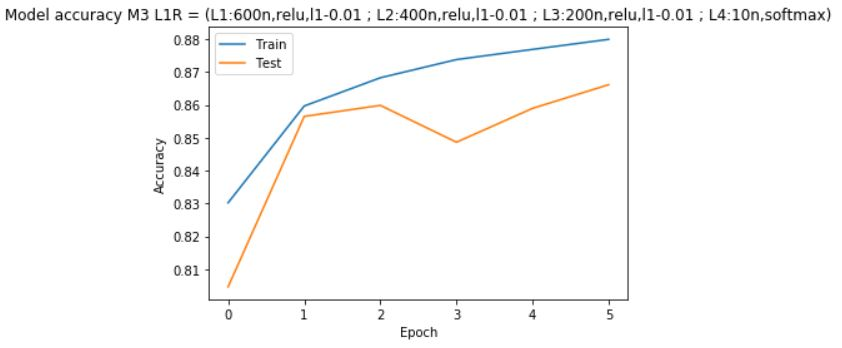 Model accuracy M3 L1R = (L1:600n,relu,l1-0.01 ; L2:400n,relu,l1-0.01 ; L3:200n,relu,l1-0.01 ; L4:10n,softmax)
Train
Test
0.88
0.87
0.86
0.85
0.84
0.83
0.82
0.81
Accuracy
0 1 2 3 4 5
Epoch